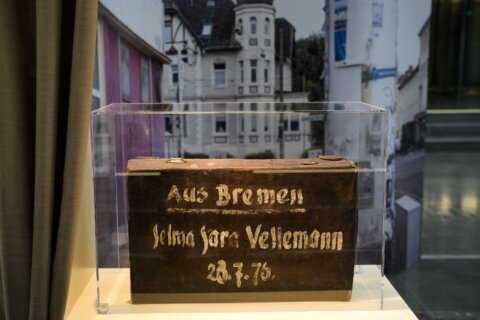 Aus Bremen
Selma Sara Vellemann
28.7.76.